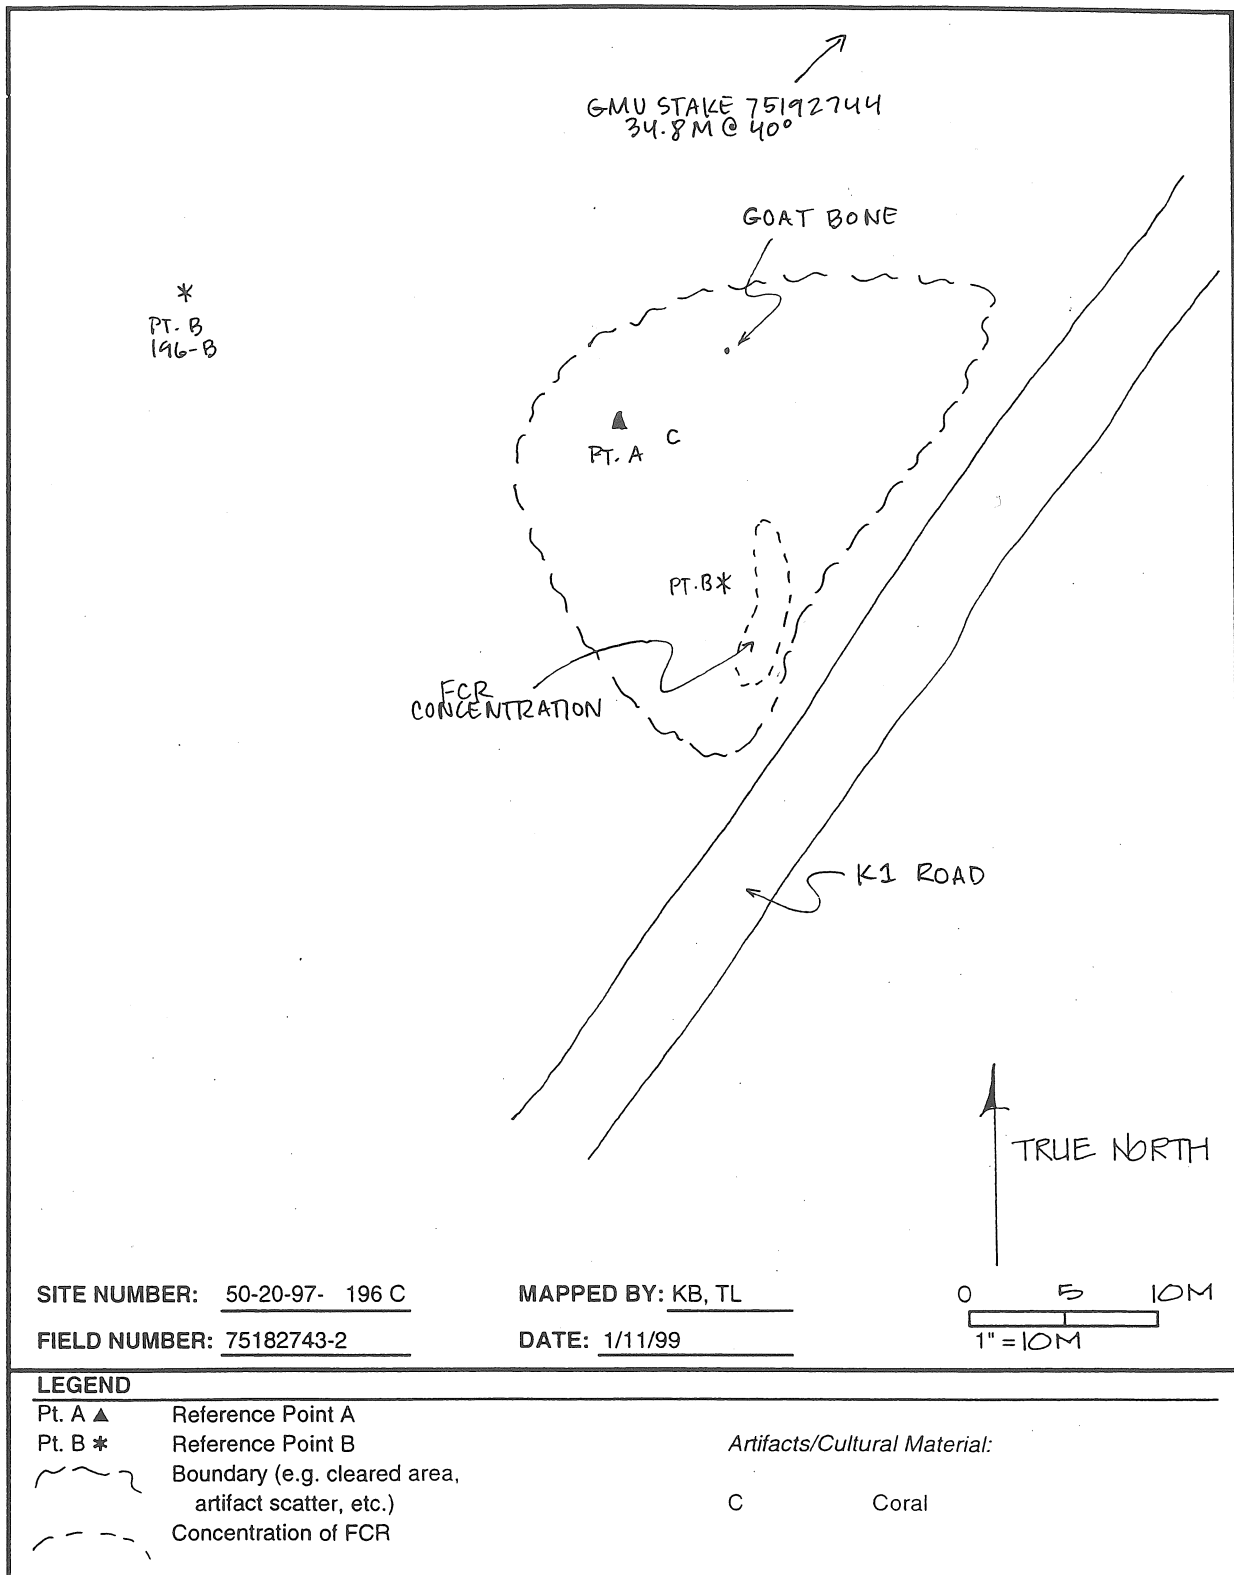 GMU STAKE 75192744
34.8 M @ 40°
GOAT BONE
PT. B
196-B
PT. A
C
PT. B
FCR
CONCENTRATION
K1 ROAD
TRUE NORTH
SITE NUMBER: 50-20-97- 196 C
MAPPED BY: KB, TL
0 5 10M
FIELD NUMBER: 75182743-2
DATE: 1/11/99
1" = 10M
LEGEND
Pt. A Reference Point A
Pt. B Reference Point B
Artifacts/Cultural Material:
Boundary (e.g. cleared area,
artifact scatter, etc.)
C Coral
Concentration of FCR